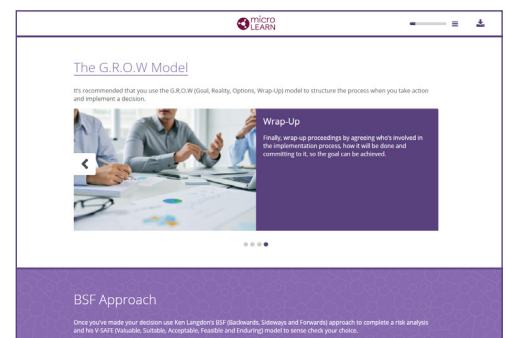 micro
LEARN
The G.R.O.W Model
It's recommended that you use the G.R.O.W (Goal, Reality, Options, Wrap-Up) model to structure the process when you take action
and implement a decision.
Wrap-Up
Finally, wrap-up proceedings by agreeing who's involved in
the implementation process, how it will be done and
committing to it, so the goal can be achieved.
BSF Approach
Once you've made your decision use Ken Langdon's BSF (Backwards, Sideways and Forwards) approach to complete a risk analysis
and his V-SAFE (Valuable, Suitable, Acceptable, Feasible and Enduring) model to sense check your choice.